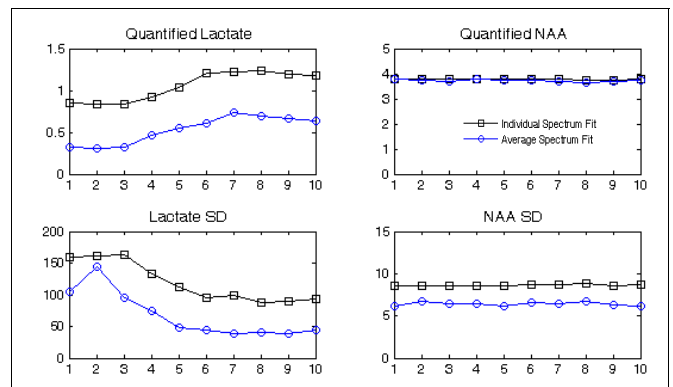 Quantified Lactate
1.5
1
0.5
0
1 2 3 4 5 6 7 8 9 10
Quantified NAA
5
4
3
2
1
0
Individual Spectrum Fit
Average Spectrum Fit
1 2 3 4 5 6 7 8 9 10
Lactate SD
200
150
100
50
0
1 2 3 4 5 6 7 8 9 10
NAA SD
15
10
5
0
1 2 3 4 5 6 7 8 9 10